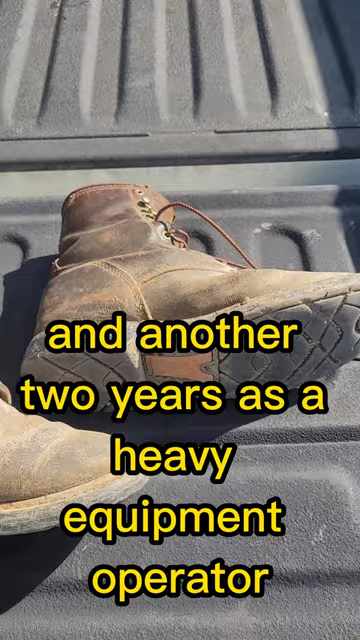 and another
two years as a
heavy
equipment
operator